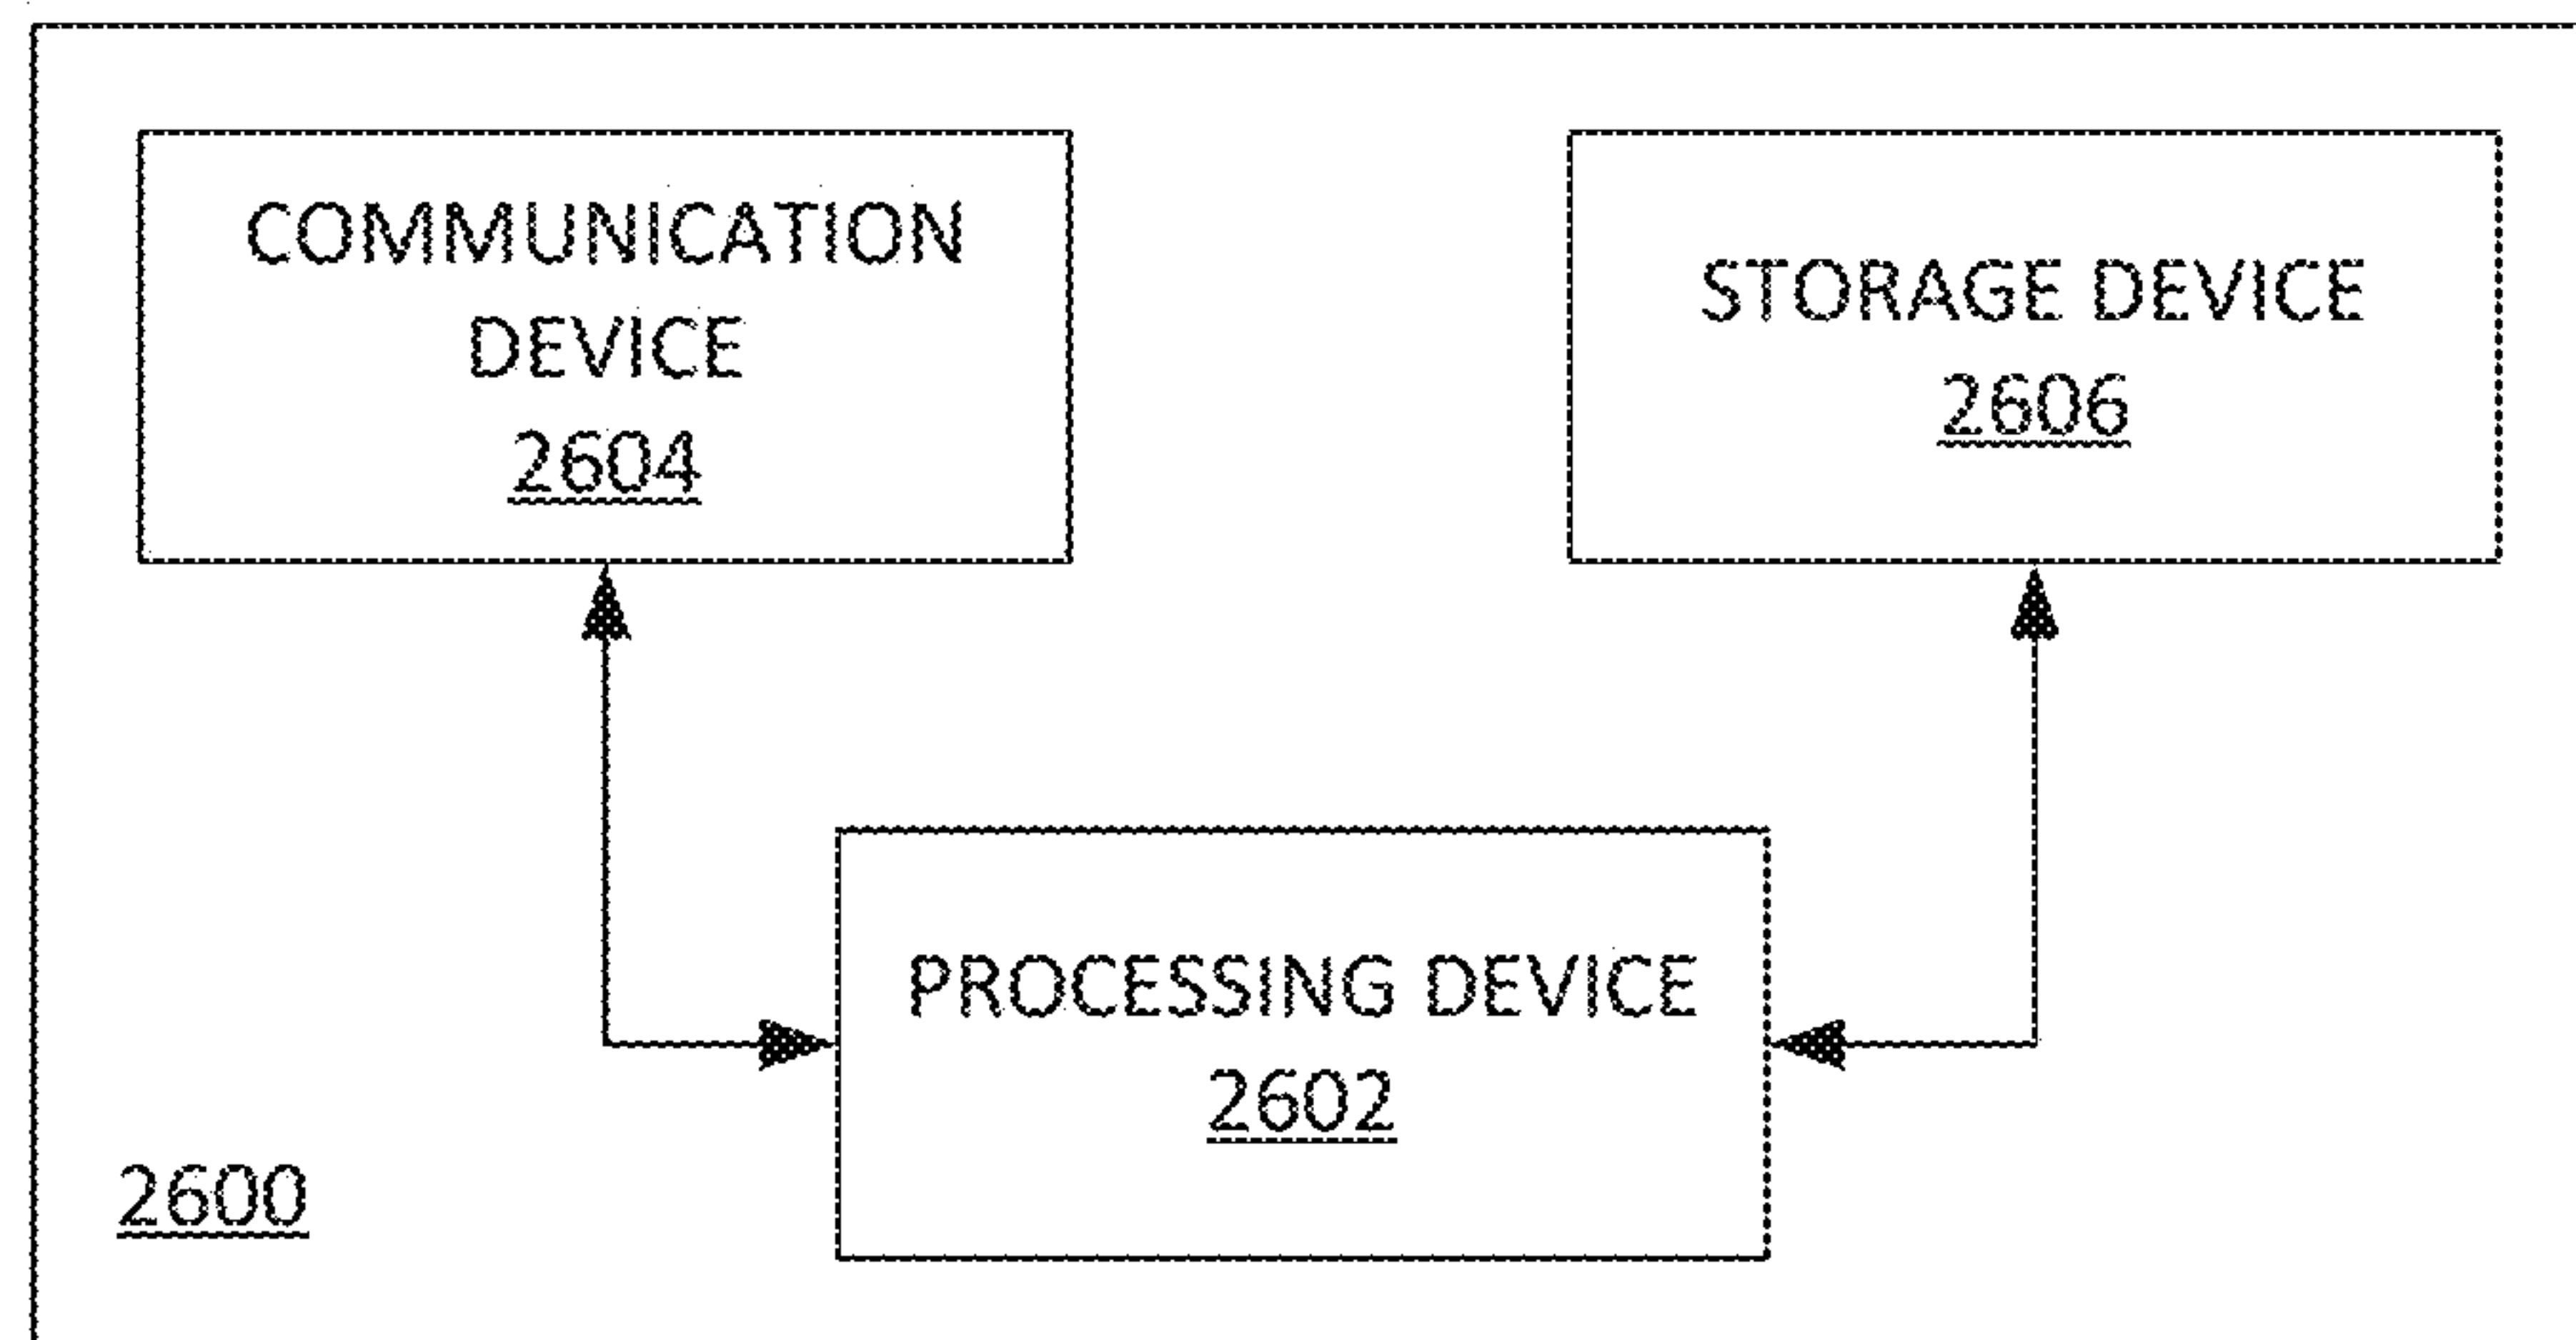 COMMUNICATION
DEVICE
2604
STORAGE DEVICE
2606
PROCESSING DEVICE
2602
2600